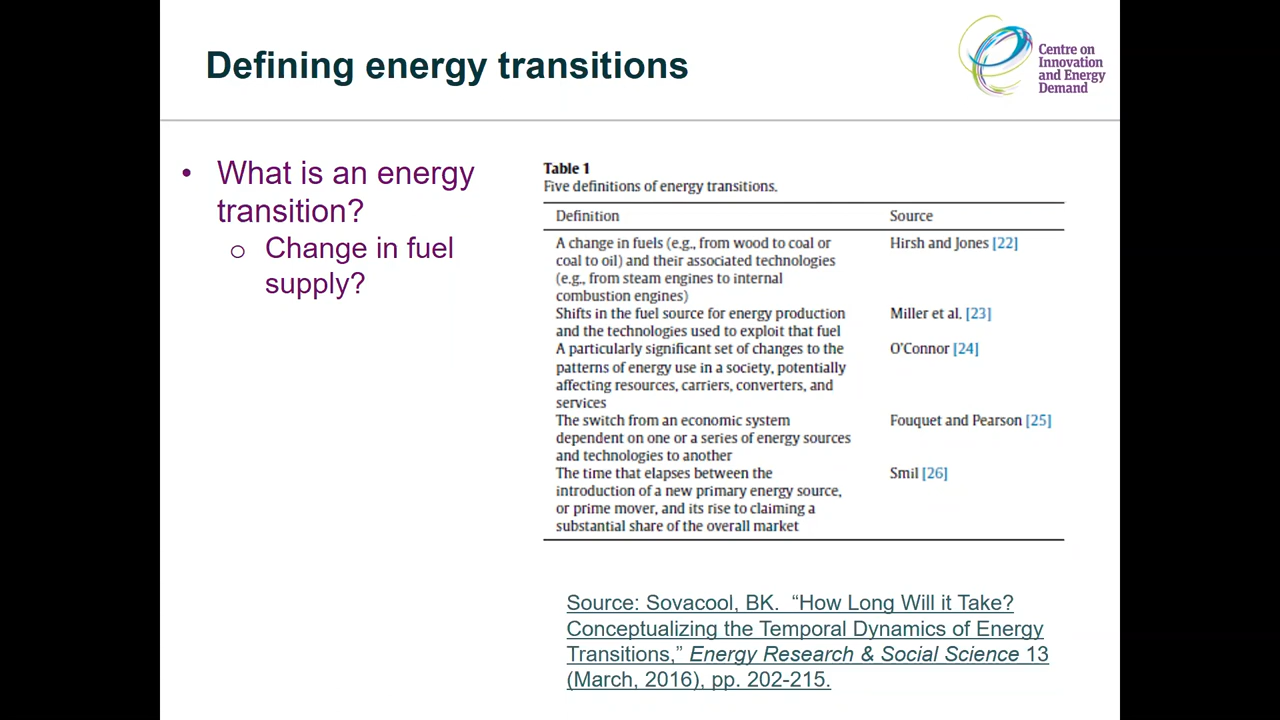 Defining energy transitions
Centre on
Innovation
and Energy
Demand
• What is an energy
transition?
o Change in fuel
supply?
Table 1
Five definitions of energy transitions.
Definition Source
A change in fuels (e.g., from wood to coal or Hirsh and Jones [22]
coal to oil) and their associated technologies
(e.g., from steam engines to internal
combustion engines)
Shifts in the fuel source for energy production Miller et al. [23]
and the technologies used to exploit that fuel
A particularly significant set of changes to the O'Connor [24]
patterns of energy use in a society, potentially
affecting resources, carriers, converters, and
services
The switch from an economic system Fouquet and Pearson [25]
dependent on one or a series of energy sources
and technologies to another
The time that elapses between the Smil [26]
introduction of a new primary energy source,
or prime mover, and its rise to claiming a
substantial share of the overall market
Source: Sovacool, BK. “How Long Will it Take?
Conceptualizing the Temporal Dynamics of Energy
Transitions,” Energy Research & Social Science 13
(March, 2016), pp. 202-215.